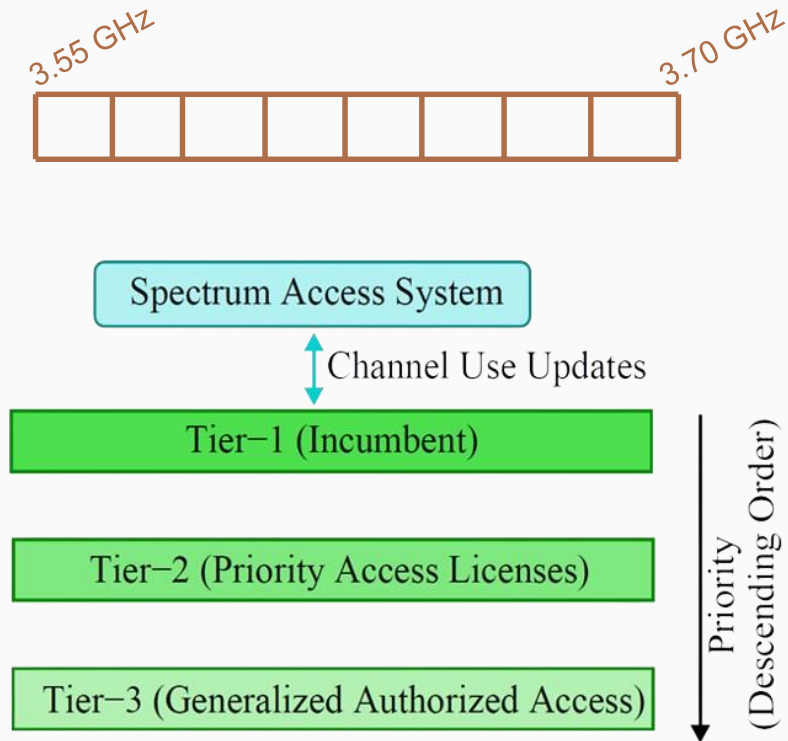 3.55 GHz
3.70 GHz
Spectrum Access System
Channel Use Updates
Tier−1 (Incumbent)
Tier−2 (Priority Access Licenses)
Tier−3 (Generalized Authorized Access)
Priority
(Descending Order)